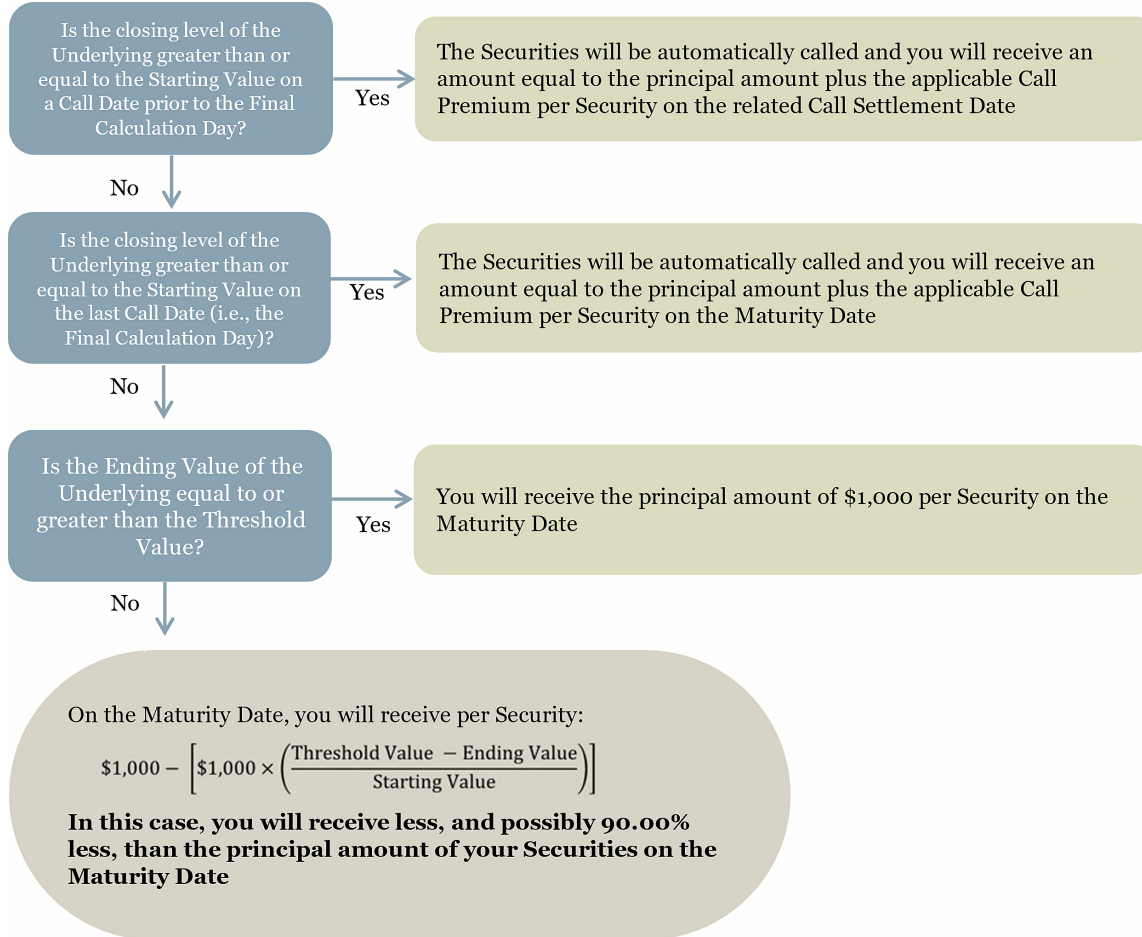 Is the closing level of the
Underlying greater than or
equal to the Starting Value on
a Call Date prior to the Final
Calculation Day?
Yes
The Securities will be automatically called and you will receive an
amount equal to the principal amount plus the applicable Call
Premium per Security on the related Call Settlement Date
No
Is the closing level of the
Underlying greater than or
equal to the Starting Value on
the last Call Date (i.e., the
Final Calculation Day)?
Yes
The Securities will be automatically called and you will receive an
amount equal to the principal amount plus the applicable Call
Premium per Security on the Maturity Date
No
Is the Ending Value of the
Underlying equal to or
greater than the Threshold
Value?
Yes
You will receive the principal amount of $1,000 per Security on the
Maturity Date
No
On the Maturity Date, you will receive per Security:
$1,000 − [$1,000 × (Threshold Value − Ending Value
Starting Value)]
In this case, you will receive less, and possibly 90.00%
less, than the principal amount of your Securities on the
Maturity Date